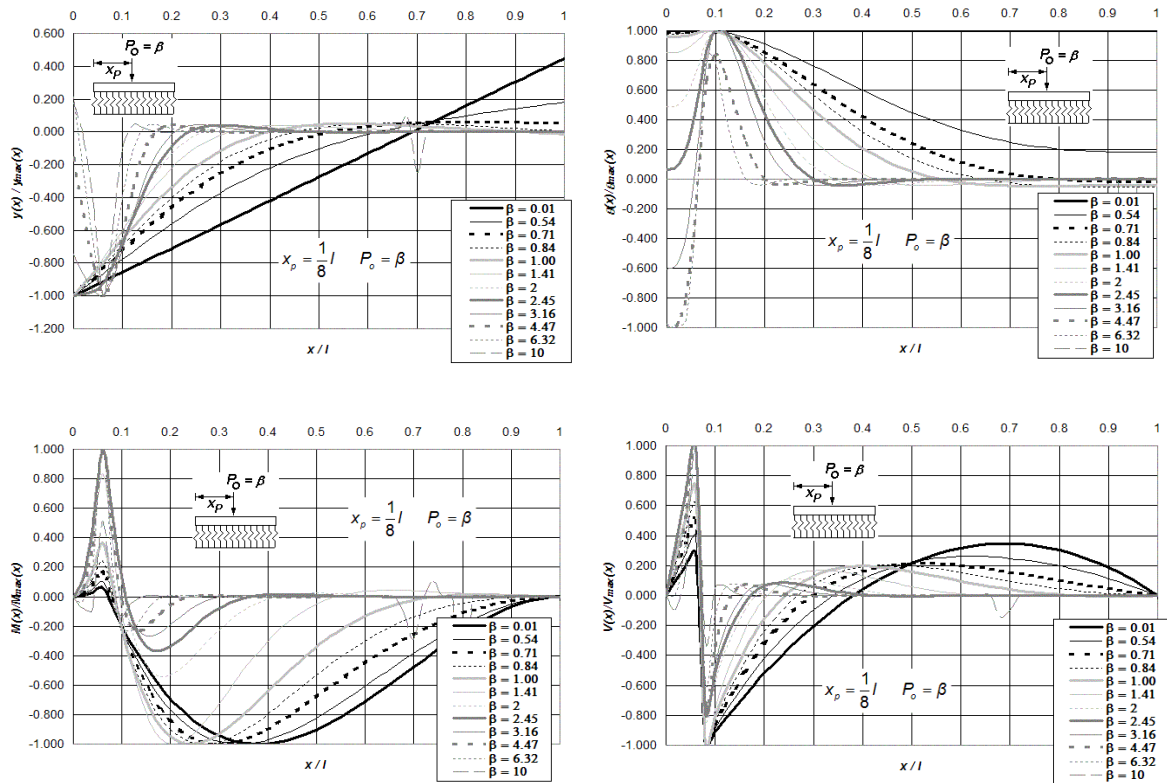 0 0.1 0.2 0.3 0.4 0.5 0.6 0.7 0.8 0.9 1
0.600
0.400
0.200
0.000
-0.200
-0.400
-0.600
-0.800
-1.000
-1.200
y(x) / ymax(x)
Po = β
xP
xp = 1/8 l Po = β
β = 0.01
β = 0.54
β = 0.71
β = 0.84
β = 1.00
β = 1.41
β = 2
β = 2.45
β = 3.16
β = 4.47
β = 6.32
β = 10
x / l
0 0.1 0.2 0.3 0.4 0.5 0.6 0.7 0.8 0.9 1
1.000
0.800
0.600
0.400
0.200
0.000
-0.200
-0.400
-0.600
-0.800
-1.000
Po = β
xP
xp = 1/8 l Po = β
β = 0.01
β = 0.54
β = 0.71
β = 0.84
β = 1.00
β = 1.41
β = 2
β = 2.45
β = 3.16
β = 4.47
β = 6.32
β = 10
x / l
0 0.1 0.2 0.3 0.4 0.5 0.6 0.7 0.8 0.9 1
1.000
0.800
0.600
0.400
0.200
0.000
-0.200
-0.400
-0.600
-0.800
-1.000
M(x)/Mmax(x)
Po = β
xP
xp = 1/8 l Po = β
β = 0.01
β = 0.54
β = 0.71
β = 0.84
β = 1.00
β = 1.41
β = 2
β = 2.45
β = 3.16
β = 4.47
β = 6.32
β = 10
x / l
0 0.1 0.2 0.3 0.4 0.5 0.6 0.7 0.8 0.9 1
1.000
0.800
0.600
0.400
0.200
0.000
-0.200
-0.400
-0.600
-0.800
-1.000
V(x)/Vmax(x)
Po = β
xP
xp = 1/8 l Po = β
β = 0.01
β = 0.54
β = 0.71
β = 0.84
β = 1.00
β = 1.41
β = 2
β = 2.45
β = 3.16
β = 4.47
β = 6.32
β = 10
x / l